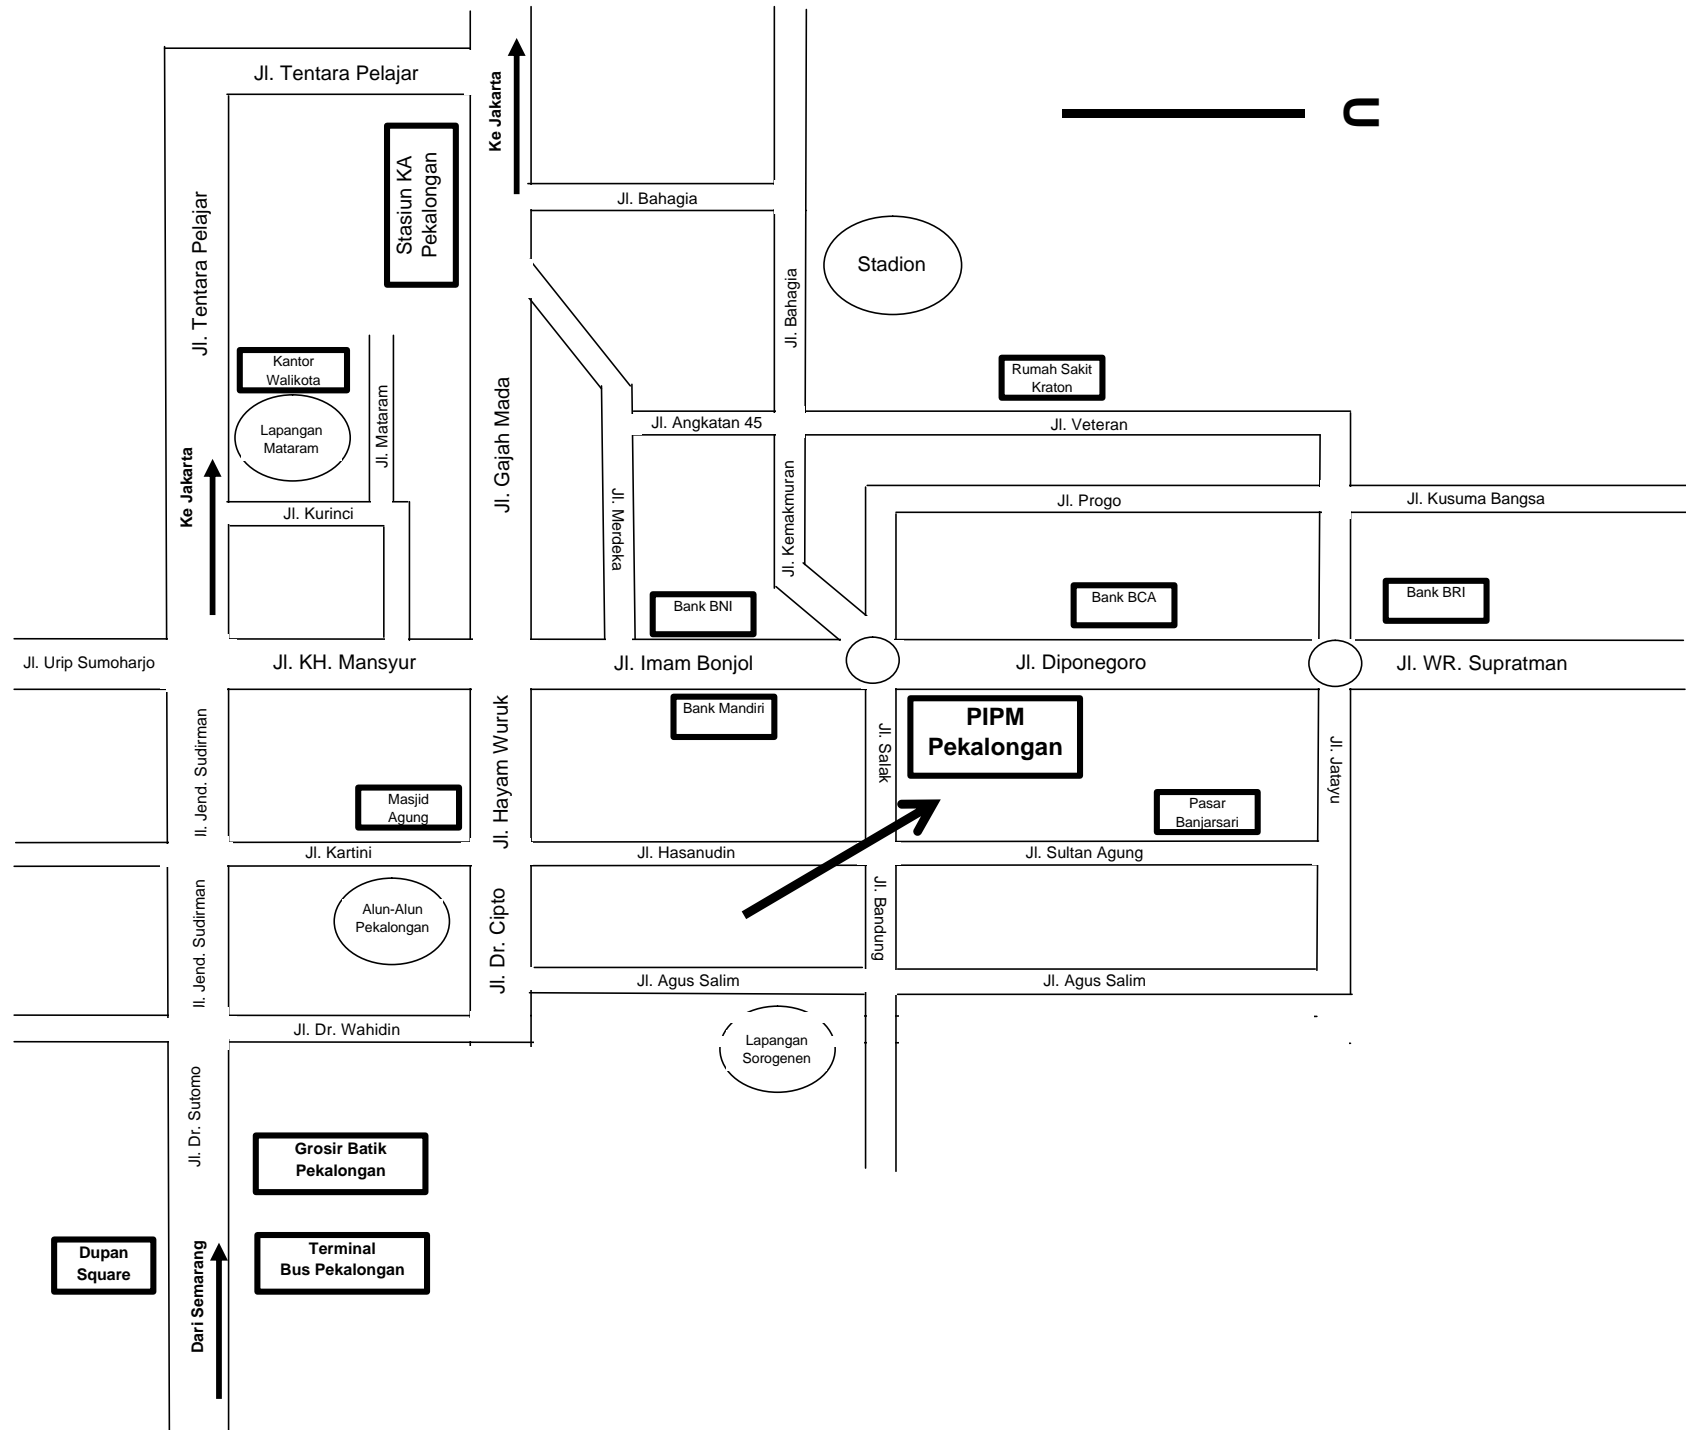 Jl. Tentara Pelajar
Ke Jakarta
U
Stasiun KA
Pekalongan
Jl. Bahagia
Jl. Tentara Pelajar
Stadion
Jl. Bahagia
Kantor
Walikota
Rumah Sakit
Kraton
Jl. Mataram
Jl. Gajah Mada
Lapangan
Mataram
Jl. Angkatan 45
Jl. Veteran
Ke Jakarta
Jl. Kurinci
Jl. Merdeka
Jl. Kemakmuran
Jl. Progo
Jl. Kusuma Bangsa
Bank BNI
Bank BCA
Bank BRI
Jl. Urip Sumoharjo
Jl. KH. Mansyur
Jl. Imam Bonjol
Jl. Diponegoro
Jl. WR. Supratman
Il. Jend. Sudirman
Jl. Hayam Wuruk
Bank Mandiri
Jl. Salak
PIPM
Pekalongan
Jl. Jatayu
Masjid
Agung
Pasar
Banjarsari
Jl. Kartini
Jl. Hasanudin
Jl. Sultan Agung
Il. Jend. Sudirman
Alun-Alun
Pekalongan
Jl. Dr. Cipto
Jl. Bandung
Jl. Agus Salim
Jl. Agus Salim
Jl. Dr. Wahidin
Lapangan
Sorogenen
Jl. Dr. Sutomo
Grosir Batik
Pekalongan
Dupan
Square
Dari Semarang
Terminal
Bus Pekalongan